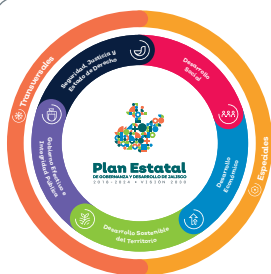 Transversales
Especiales
Seguridad, Justicia y
Estado de Derecho
Desarrollo
Social
Desarrollo
Económico
Desarrollo Sostenible
del Territorio
Gobierno Efectivo e
Integridad Pública
Plan Estatal
DE GOBERNANZA Y DESARROLLO DE JALISCO
2018-2024 • VISIÓN 2030